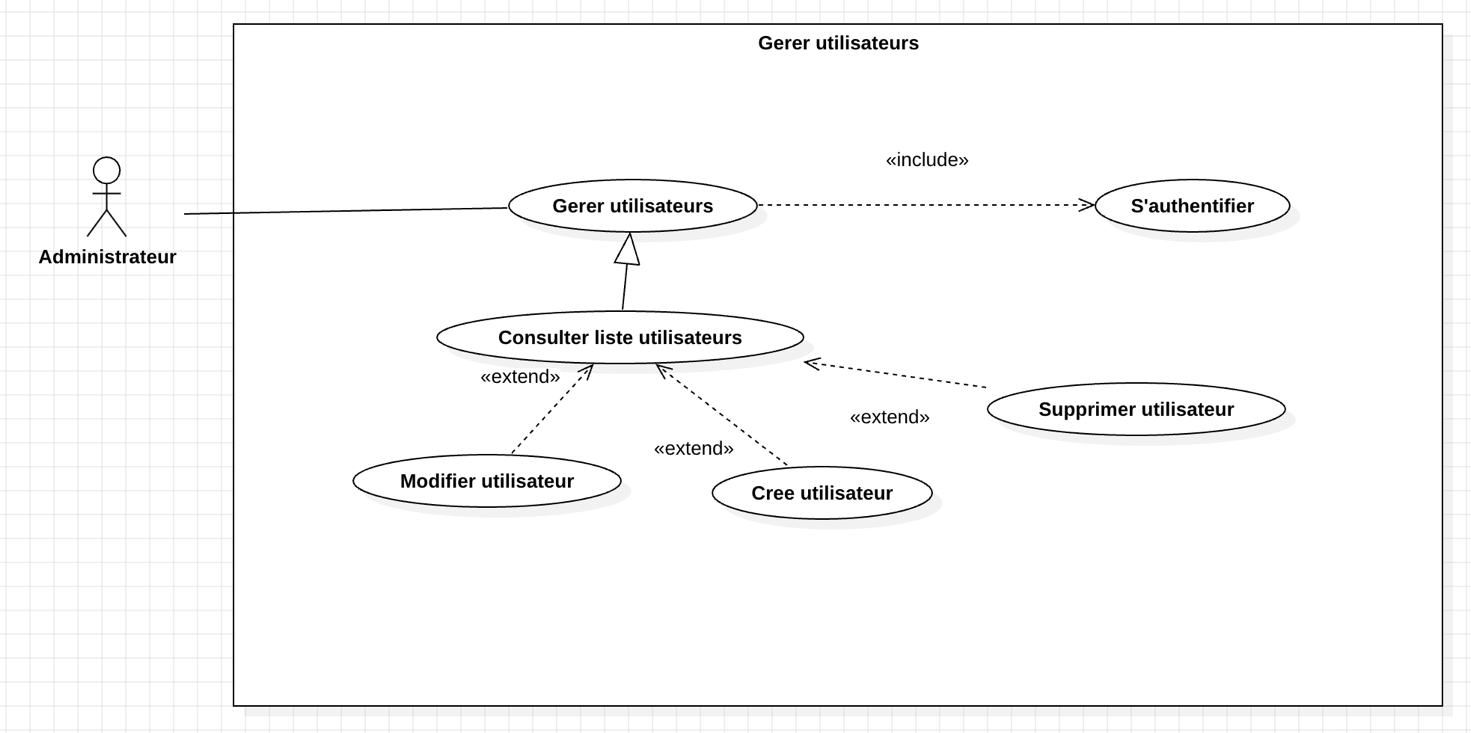 Gerer utilisateurs
«include»
Gerer utilisateurs
S'authentifier
Administrateur
Consulter liste utilisateurs
«extend»
Supprimer utilisateur
«extend»
«extend»
Modifier utilisateur
Cree utilisateur